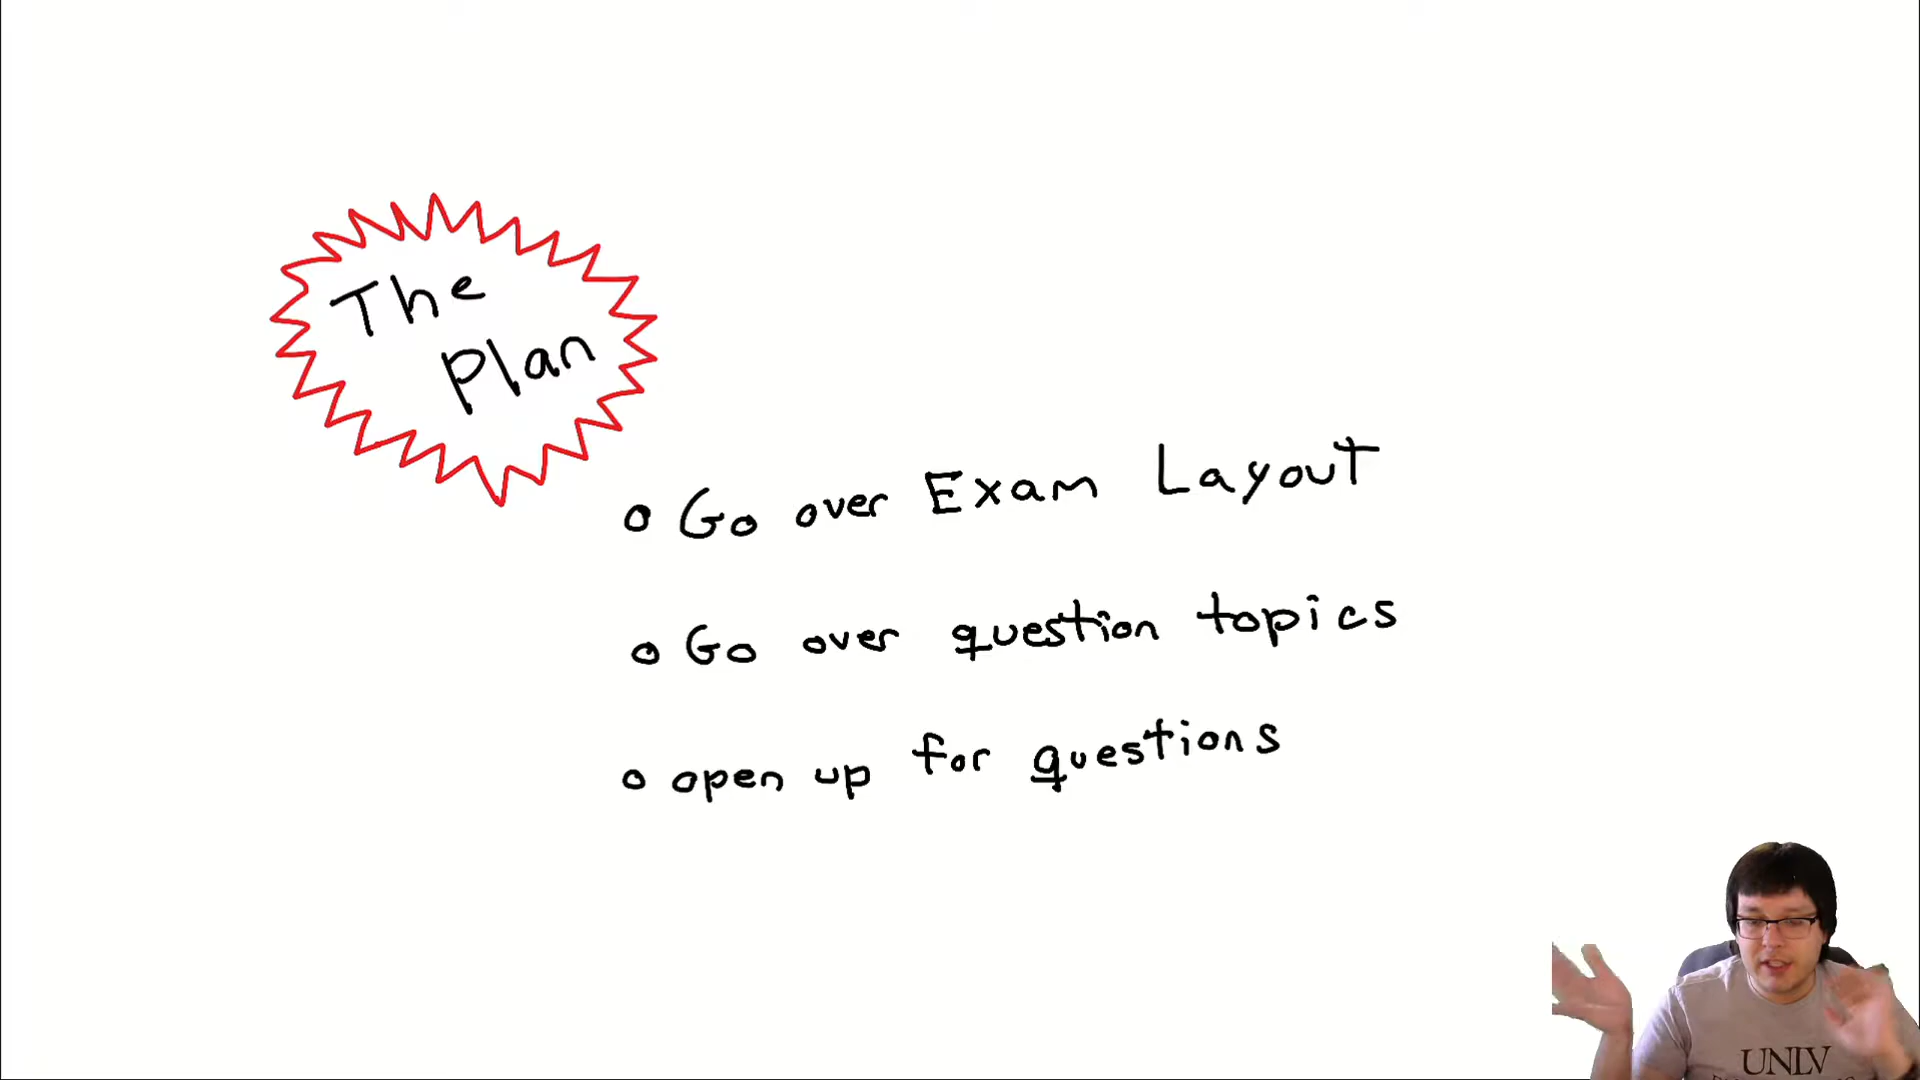 The
Plan
Go over Exam Layout
Go over question topics
open up for questions
UNLV